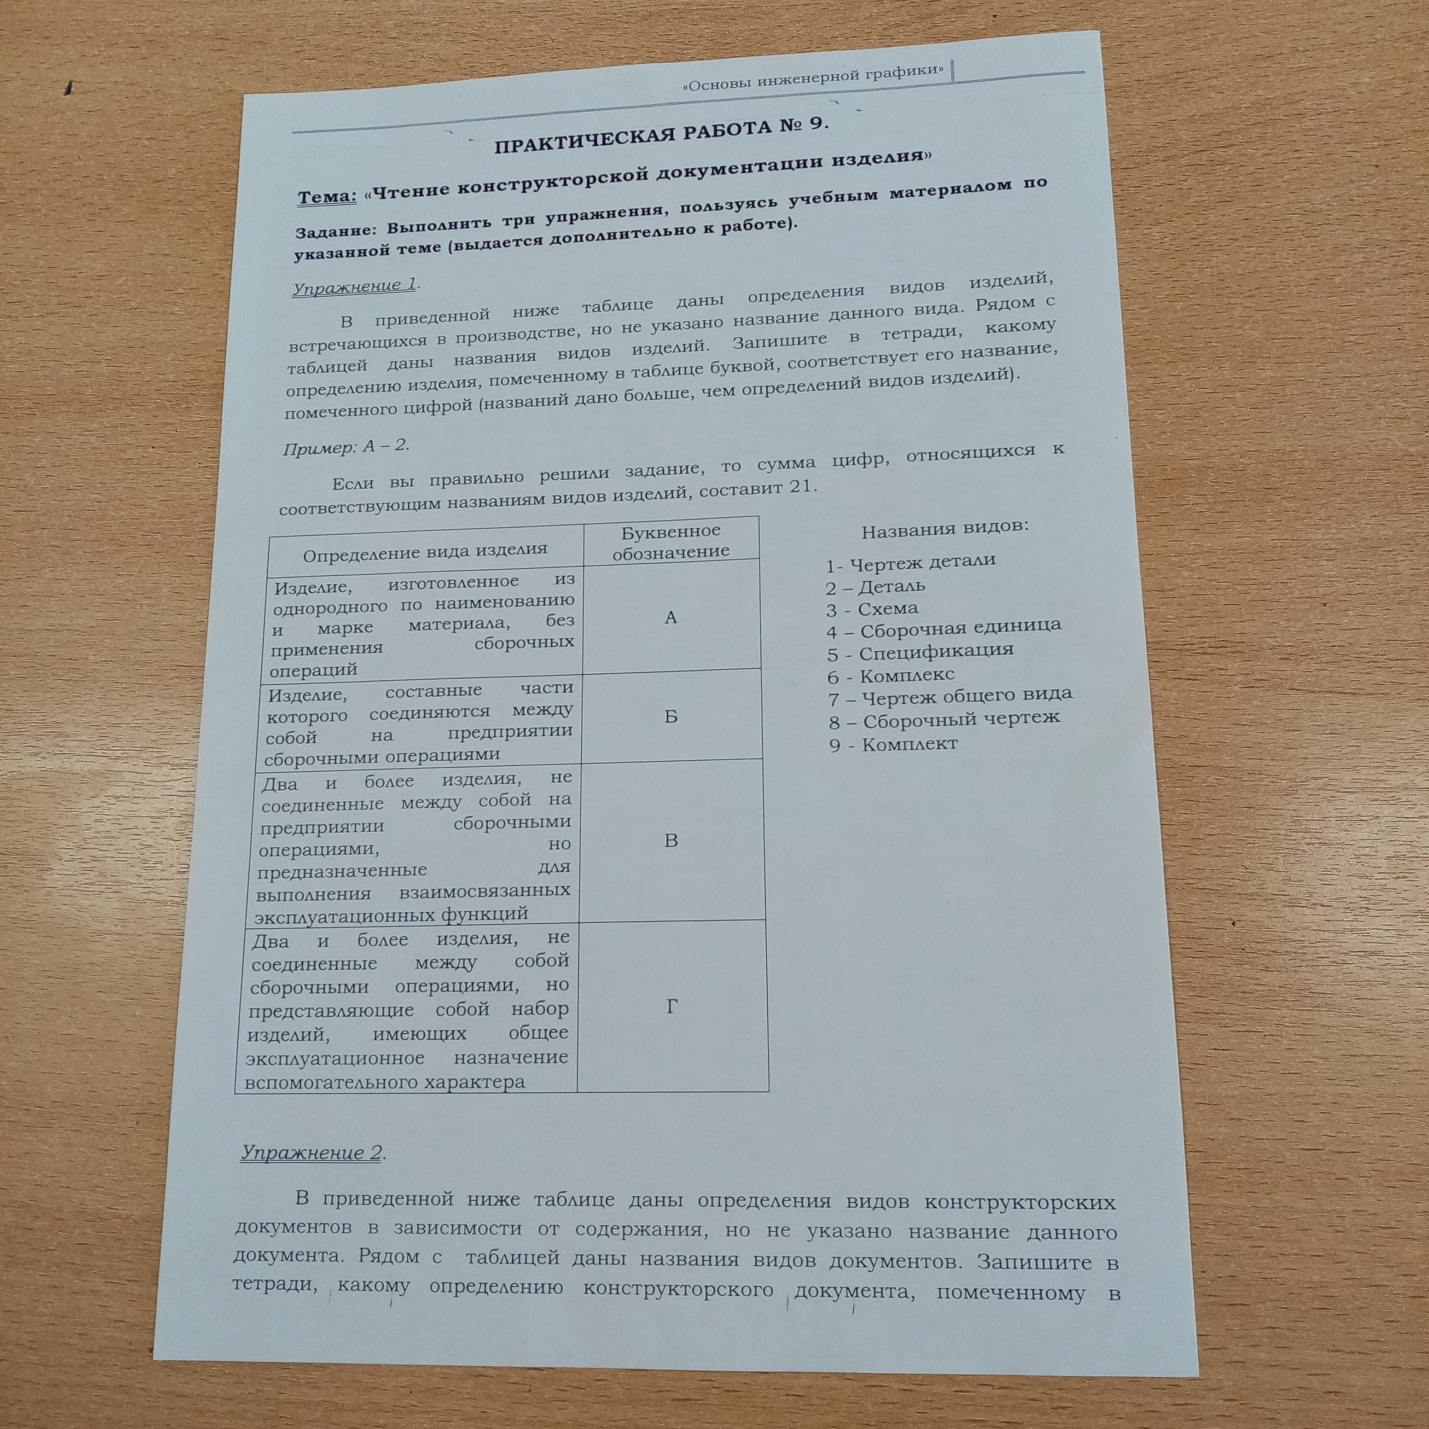 «Основы инженерной графики»
ПРАКТИЧЕСКАЯ РАБОТА № 9.
Тема: «Чтение конструкторской документации изделия»
Задание: Выполнить три упражнения, пользуясь учебным материалом по
указанной теме (выдается дополнительно к работе).
Упражнение 1.
В приведенной ниже таблице даны определения видов изделий,
встречающихся в производстве, но не указано название данного вида. Рядом с
таблицей даны названия видов изделий. Запишите в тетради, какому
определению изделия, помеченному в таблице буквой, соответствует его название,
помеченного цифрой (названий дано больше, чем определений видов изделий).
Пример: А – 2.
Если вы правильно решили задание, то сумма цифр, относящихся к
соответствующим названиям видов изделий, составит 21.
Определение вида изделия
Буквенное
обозначение
Изделие, изготовленное из
однородного по наименованию
и марке материала, без
применения сборочных
операций
А
Изделие, составные части
которого соединяются между
собой на предприятии
сборочными операциями
Б
Два и более изделия, не
соединенные между собой на
предприятии сборочными
операциями, но
предназначенные для
выполнения взаимосвязанных
эксплуатационных функций
В
Два и более изделия, не
соединенные между собой
сборочными операциями, но
представляющие собой набор
изделий, имеющих общее
эксплуатационное назначение
вспомогательного характера
Г
Названия видов:
1- Чертеж детали
2 – Деталь
3 - Схема
4 – Сборочная единица
5 - Спецификация
6 - Комплекс
7 – Чертеж общего вида
8 – Сборочный чертеж
9 - Комплект
Упражнение 2.
В приведенной ниже таблице даны определения видов конструкторских
документов в зависимости от содержания, но не указано название данного
документа. Рядом с таблицей даны названия видов документов. Запишите в
тетради, какому определению конструкторского документа, помеченному в